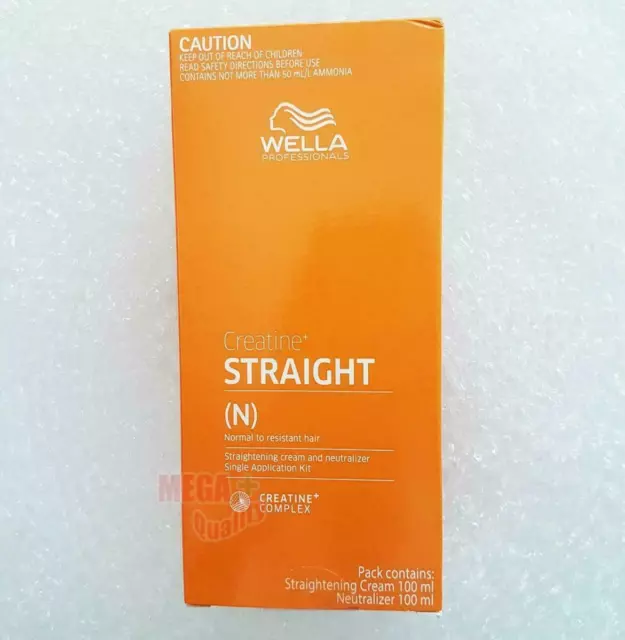 CAUTION
KEEP OUT OF REACH OF CHILDREN
READ SAFETY DIRECTIONS BEFORE USE
CONTAINS NOT MORE THAN 50 mL/L AMMONIA
WELLA
PROFESSIONALS
Creatine+
STRAIGHT
(N)
Normal to resistant hair
Straightening cream and neutralizer
Single Application Kit
MEGA+
Quality
CREATINE+
COMPLEX
Pack contains:
Straightening Cream 100 ml
Neutralizer 100 ml